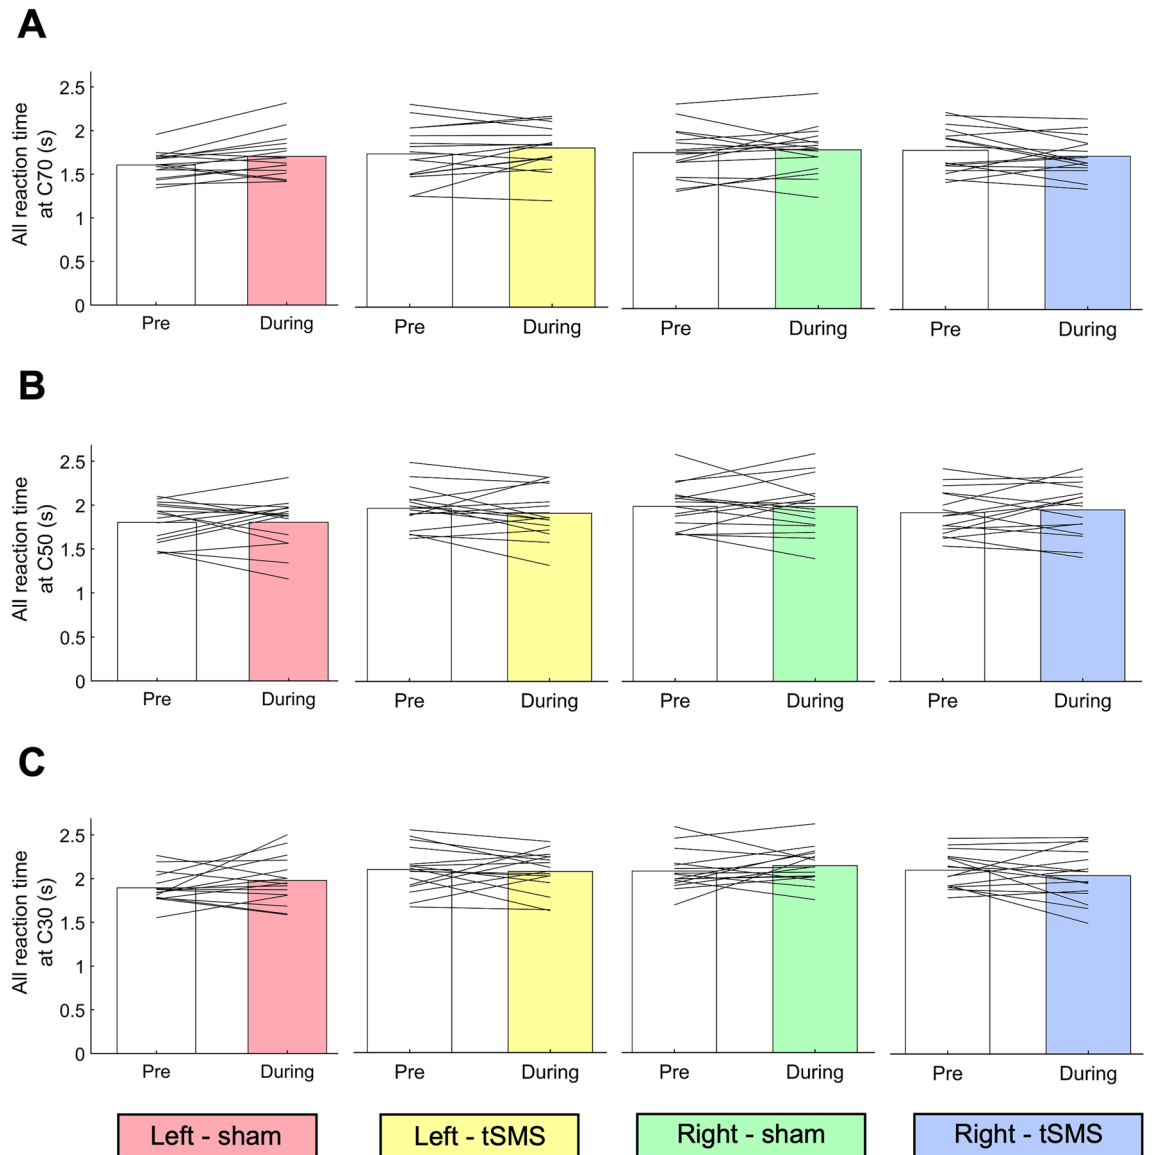 A
All reaction time
at C70 (s)
2.5
2
1.5
1
0.5
0
Pre During Pre During Pre During Pre During
B
All reaction time
at C50 (s)
2.5
2
1.5
1
0.5
0
Pre During Pre During Pre During Pre During
C
All reaction time
at C30 (s)
2.5
2
1.5
1
0.5
0
Pre During Pre During Pre During Pre During
Left - sham Left - tSMS Right - sham Right - tSMS